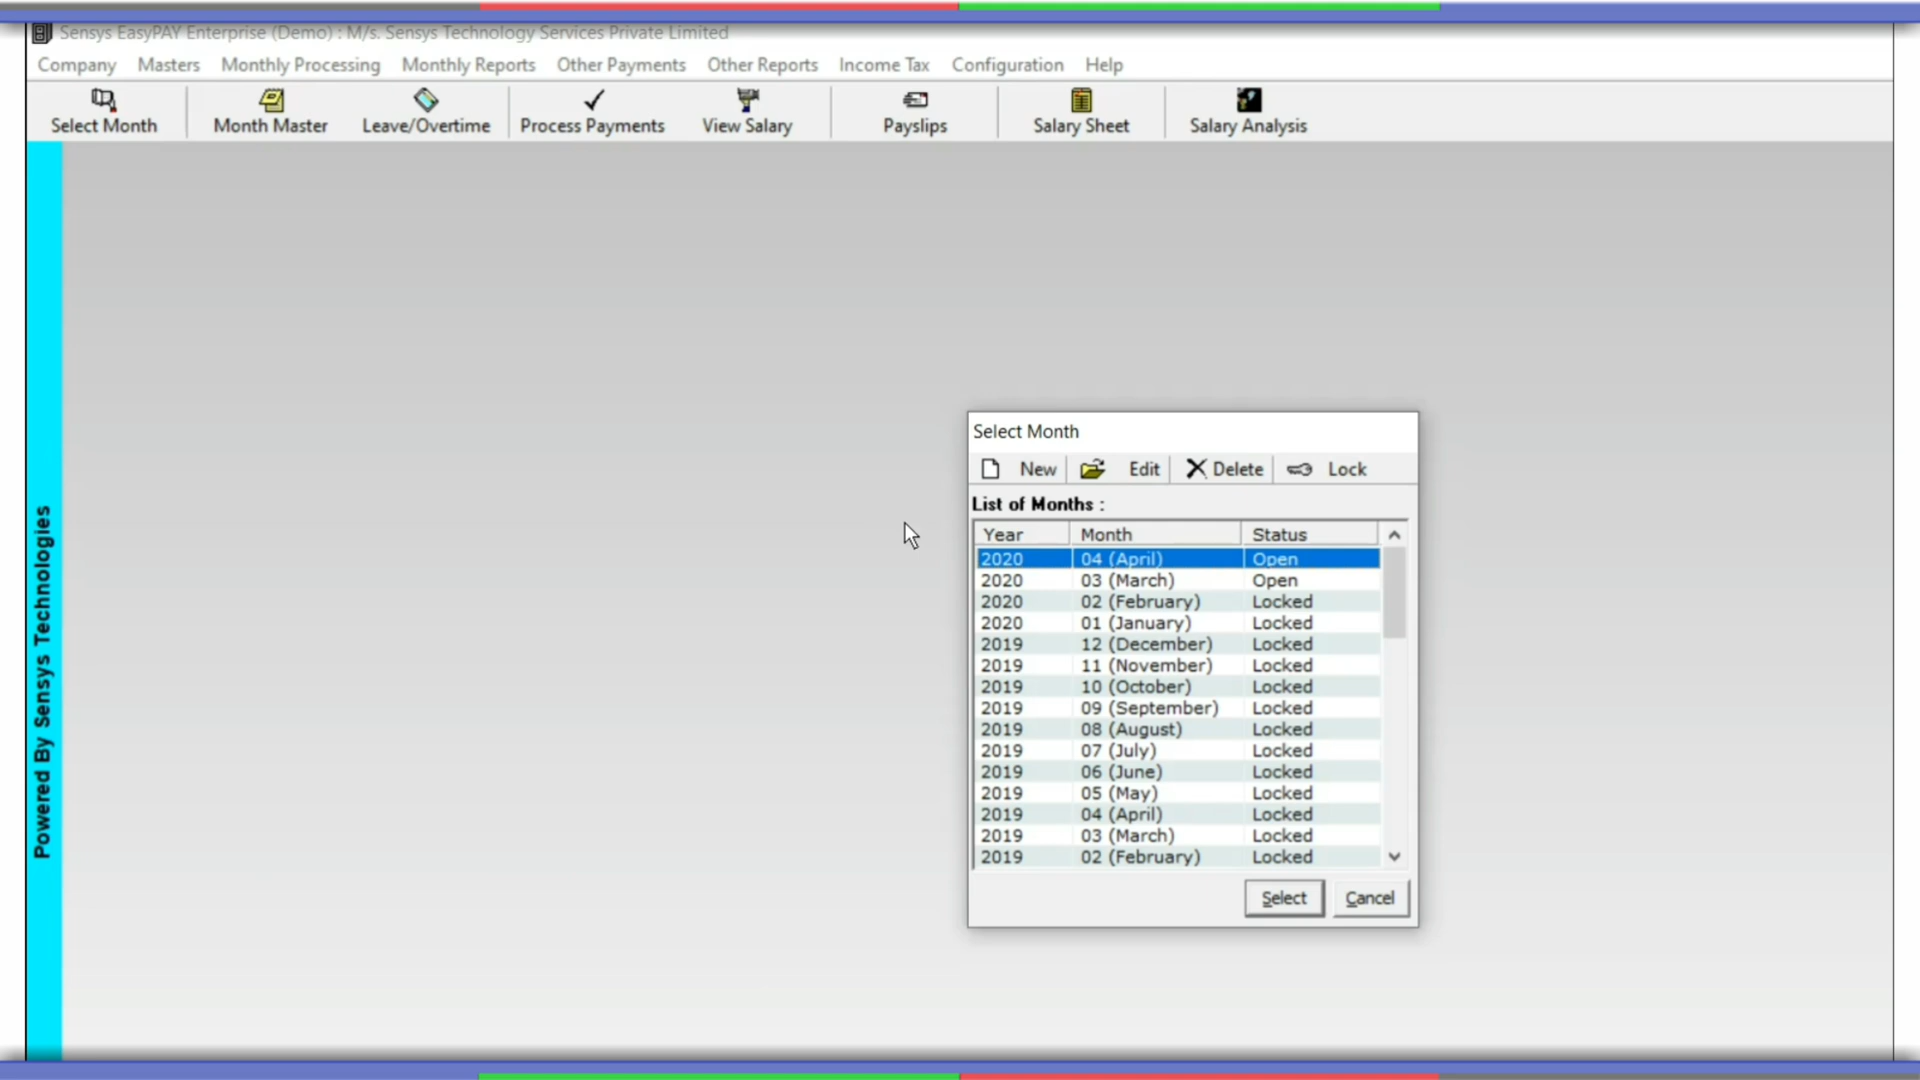 Sensys EasyPAY Enterprise (Demo) : M/s. Sensys Technology Services Private Limited
Company Masters Monthly Processing Monthly Reports Other Payments Other Reports Income Tax Configuration Help
Select Month Month Master Leave/Overtime Process Payments View Salary Payslips Salary Sheet Salary Analysis
Powered By Sensys Technologies
Select Month
New Edit Delete Lock
List of Months :
Year Month Status
2020 04 (April) Open
2020 03 (March) Open
2020 02 (February) Locked
2020 01 (January) Locked
2019 12 (December) Locked
2019 11 (November) Locked
2019 10 (October) Locked
2019 09 (September) Locked
2019 08 (August) Locked
2019 07 (July) Locked
2019 06 (June) Locked
2019 05 (May) Locked
2019 04 (April) Locked
2019 03 (March) Locked
2019 02 (February) Locked
Select Cancel